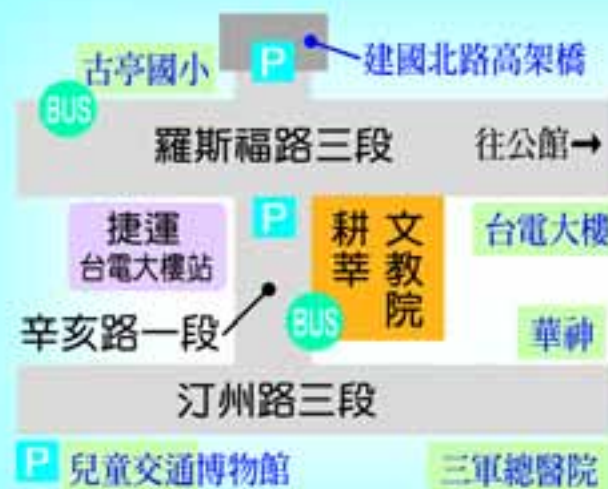 P
建國北路高架橋
古亭國小
BUS
羅斯福路三段
往公館→
捷運
台電大樓站
P
耕莘
文教院
台電大樓
辛亥路一段
BUS
華神
汀州路三段
P 兒童交通博物館
三軍總醫院